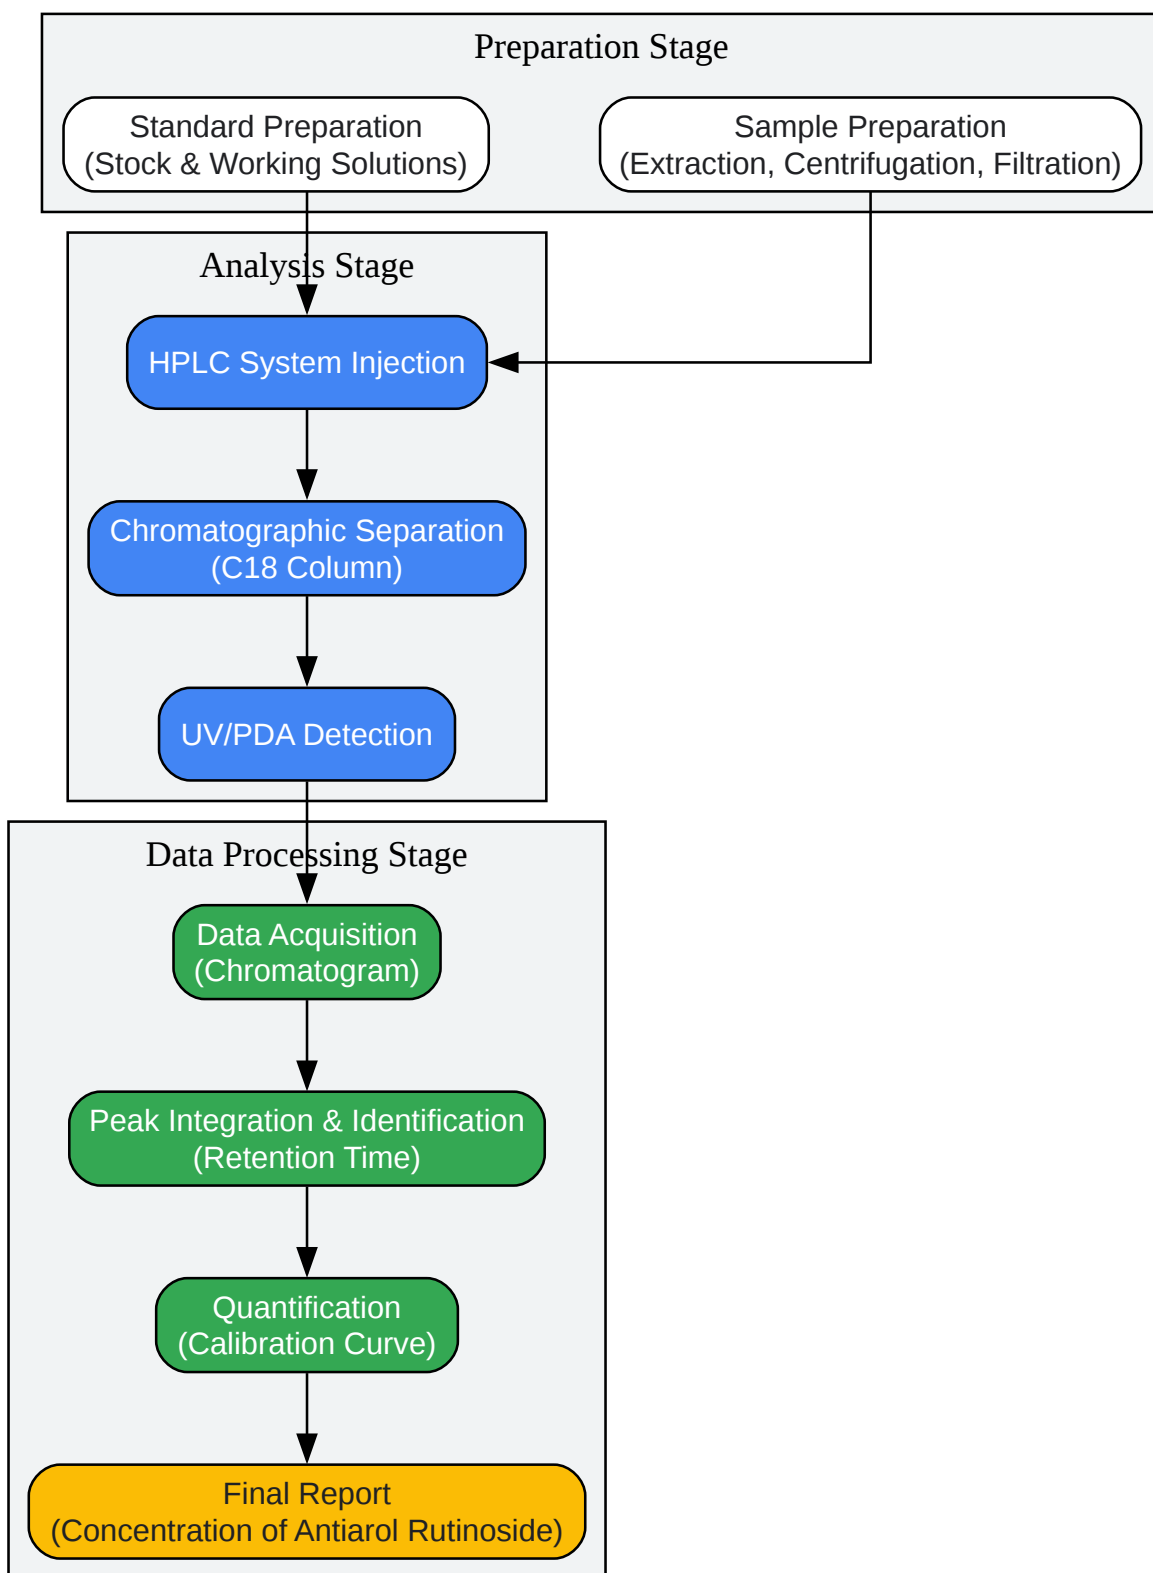 Preparation Stage
Standard Preparation
(Stock & Working Solutions)
Sample Preparation
(Extraction, Centrifugation, Filtration)
Analysis Stage
HPLC System Injection
Chromatographic Separation
(C18 Column)
UV/PDA Detection
Data Processing Stage
Data Acquisition
(Chromatogram)
Peak Integration & Identification
(Retention Time)
Quantification
(Calibration Curve)
Final Report
(Concentration of Antiarol Rutinoside)